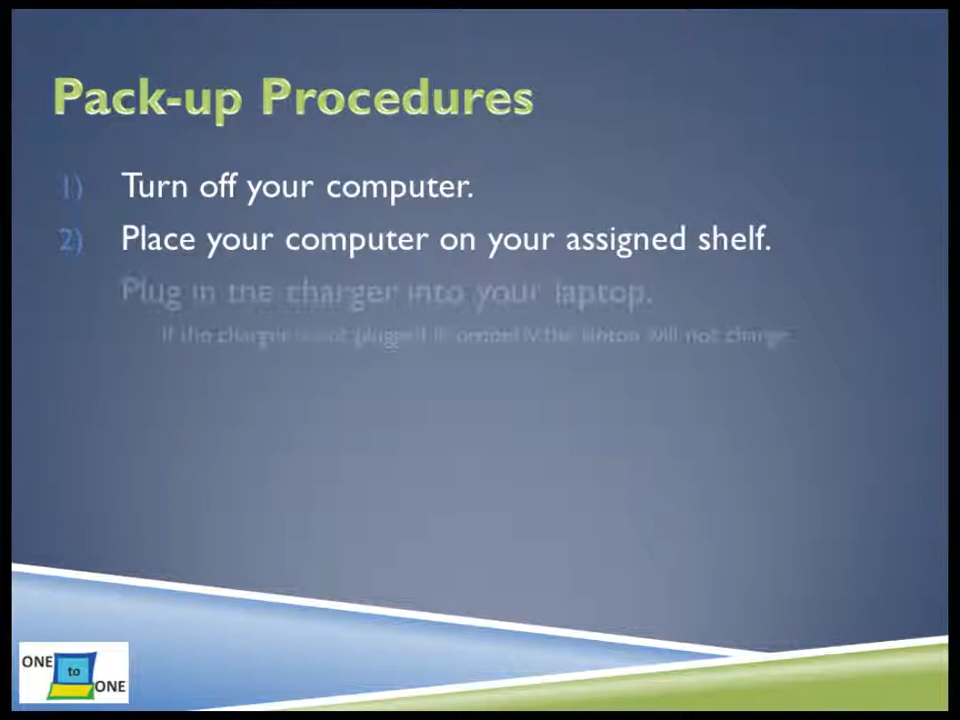 Pack-up Procedures
1) Turn off your computer.
2) Place your computer on your assigned shelf.
Plug in the charger into your laptop.
If the charger is not plugged in properly, the laptop will not charge.
ONE
to
ONE